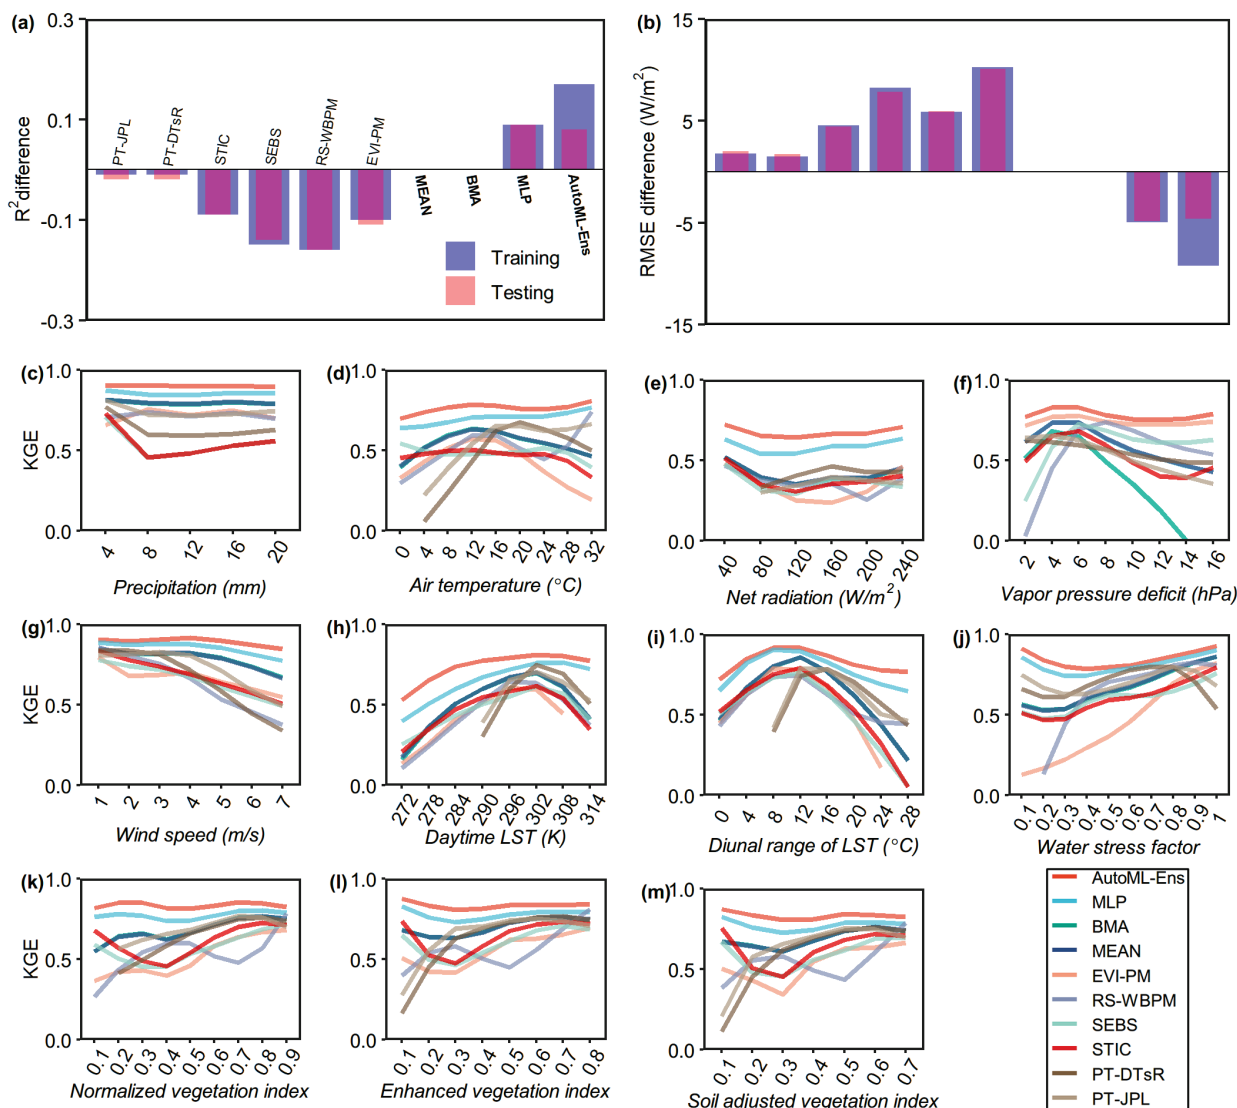 (a)
0.3
0.1
-0.1
-0.3
R2difference
PT-JPL
PT-DTsR
STIC
SEBS
RS-WBPM
EVI-PM
MEAN
BMA
MLP
AutoML-Ens
Training
Testing
(b)
15
5
-5
-15
RMSE difference (W/m2)
(c)
1.0
0.5
0.0
KGE
4
8
12
16
20
Precipitation (mm)
(d)
1.0
0.5
0.0
0
4
8
12
16
20
24
28
32
Air temperature (°C)
(e)
1.0
0.5
0.0
40
80
120
160
200
240
Net radiation (W/m2)
(f)
1.0
0.5
0.0
2
4
6
8
10
12
14
16
Vapor pressure deficit (hPa)
(g)
1.0
0.5
0.0
KGE
1
2
3
4
5
6
7
Wind speed (m/s)
(h)
1.0
0.5
0.0
272
278
284
290
296
302
308
314
Daytime LST (K)
(i)
1.0
0.5
0.0
0
4
8
12
16
20
24
28
Diunal range of LST (°C)
(j)
1.0
0.5
0.0
0.1
0.2
0.3
0.4
0.5
0.6
0.7
0.8
0.9
1
Water stress factor
(k)
1.0
0.5
0.0
KGE
0.1
0.2
0.3
0.4
0.5
0.6
0.7
0.8
0.9
Normalized vegetation index
(l)
1.0
0.5
0.0
0.1
0.2
0.3
0.4
0.5
0.6
0.7
0.8
Enhanced vegetation index
(m)
1.0
0.5
0.0
0.1
0.2
0.3
0.4
0.5
0.6
0.7
Soil adjusted vegetation index
AutoML-Ens
MLP
BMA
MEAN
EVI-PM
RS-WBPM
SEBS
STIC
PT-DTsR
PT-JPL